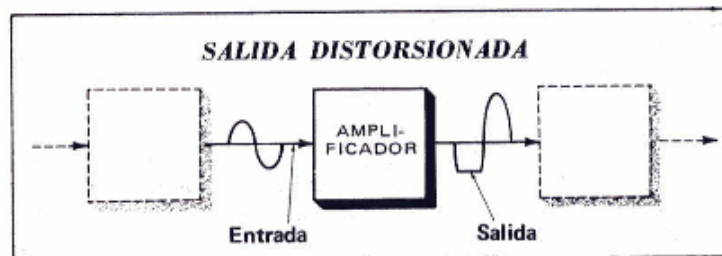 SALIDA DISTORSIONADA
AMPLI-
FICADOR
Entrada
Salida